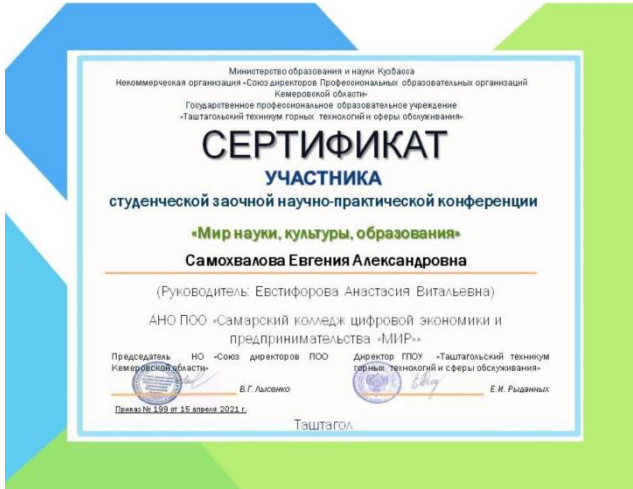 Министерство образования и науки Кузбасса
Некоммерческая организация «Союз директоров Профессиональных образовательных организаций
Кемеровской области»
Государственное профессиональное образовательное учреждение
«Таштагольский техникум горных технологий и сферы обслуживания»
СЕРТИФИКАТ
УЧАСТНИКА
студенческой заочной научно-практической конференции
«Мир науки, культуры, образования»
Самохвалова Евгения Александровна
(Руководитель: Евстифорова Анастасия Витальевна)
АНО ПОО «Самарский колледж цифровой экономики и
предпринимательства «МИР»»
Председатель НО «Союз директоров ПОО
Кемеровской области»
В.Г. Лысенко
Директор ГПОУ «Таштагольский техникум
горных технологий и сферы обслуживания»
Е.И. Рыданных
Приказ № 199 от 15 апреля 2021 г.
Таштагол